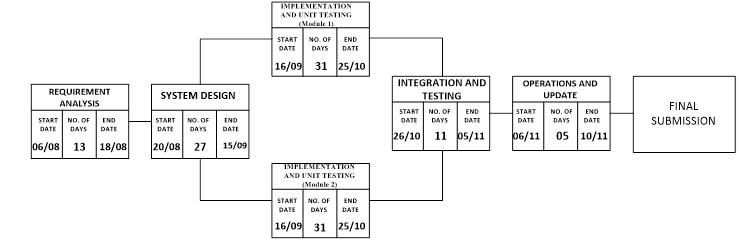 REQUIREMENT
ANALYSIS
START DATE NO. OF DAYS END DATE
06/08 13 18/08
SYSTEM DESIGN
START DATE NO. OF DAYS END DATE
20/08 27 15/09
IMPLEMENTATION
AND UNIT TESTING
(Module 1)
START DATE NO. OF DAYS END DATE
16/09 31 25/10
IMPLEMENTATION
AND UNIT TESTING
(Module 2)
START DATE NO. OF DAYS END DATE
16/09 31 25/10
INTEGRATION AND
TESTING
START DATE NO. OF DAYS END DATE
26/10 11 05/11
OPERATIONS AND
UPDATE
START DATE NO. OF DAYS END DATE
06/11 05 10/11
FINAL
SUBMISSION